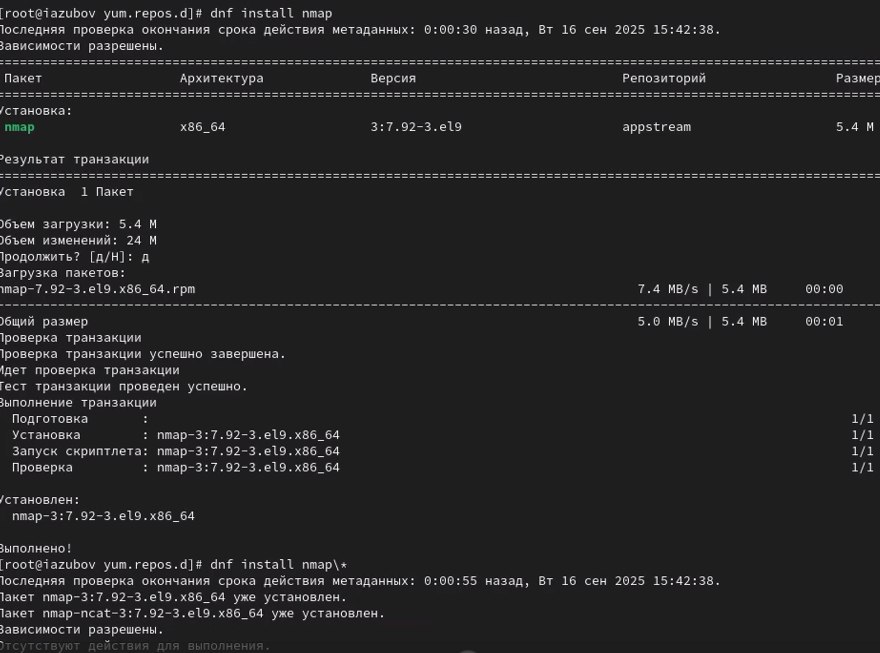 [root@iazubov yum.repos.d]# dnf install nmap
Последняя проверка окончания срока действия метаданных: 0:00:30 назад, Вт 16 сен 2025 15:42:38.
Зависимости разрешены.
================================================================================
Пакет Архитектура Версия Репозиторий Размер
================================================================================
Установка:
nmap x86_64 3:7.92-3.el9 appstream 5.4 M
Результат транзакции
================================================================================
Установка 1 Пакет
Объем загрузки: 5.4 M
Объем изменений: 24 M
Продолжить? [д/Н]: д
Загрузка пакетов:
nmap-7.92-3.el9.x86_64.rpm 7.4 MB/s | 5.4 MB 00:00
--------------------------------------------------------------------------------
Общий размер 5.0 MB/s | 5.4 MB 00:01
Проверка транзакции
Проверка транзакции успешно завершена.
Идет проверка транзакции
Тест транзакции проведен успешно.
Выполнение транзакции
Подготовка : 1/1
Установка : nmap-3:7.92-3.el9.x86_64 1/1
Запуск скриптлета: nmap-3:7.92-3.el9.x86_64 1/1
Проверка : nmap-3:7.92-3.el9.x86_64 1/1
Установлен:
nmap-3:7.92-3.el9.x86_64
Выполнено!
[root@iazubov yum.repos.d]# dnf install nmap\*
Последняя проверка окончания срока действия метаданных: 0:00:55 назад, Вт 16 сен 2025 15:42:38.
Пакет nmap-3:7.92-3.el9.x86_64 уже установлен.
Пакет nmap-ncat-3:7.92-3.el9.x86_64 уже установлен.
Зависимости разрешены.
Отсутствуют действия для выполнения.